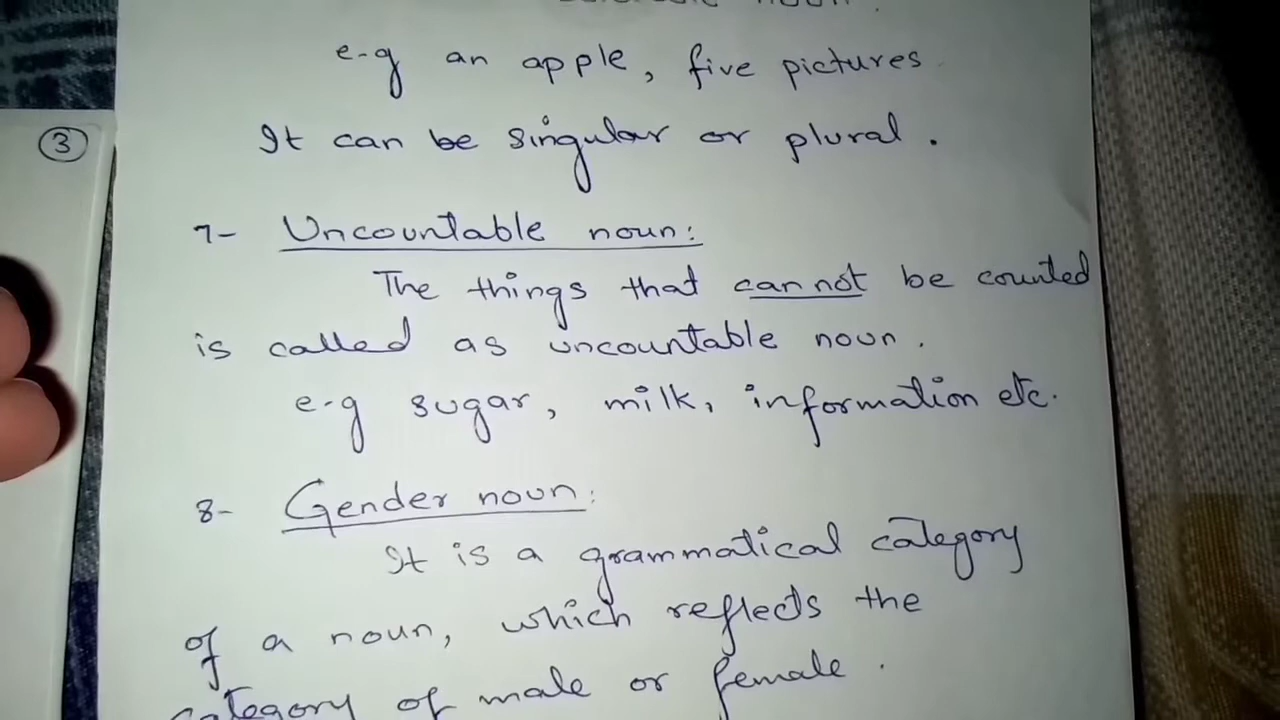 noun.
e-g an apple, five pictures
It can be singular or plural.
3
7- Uncountable noun:
The things that cannot be counted
is called as uncountable noun.
e-g sugar, milk, information etc.
8- Gender noun:
It is a grammatical category
of a noun, which reflects the
category of male or female.